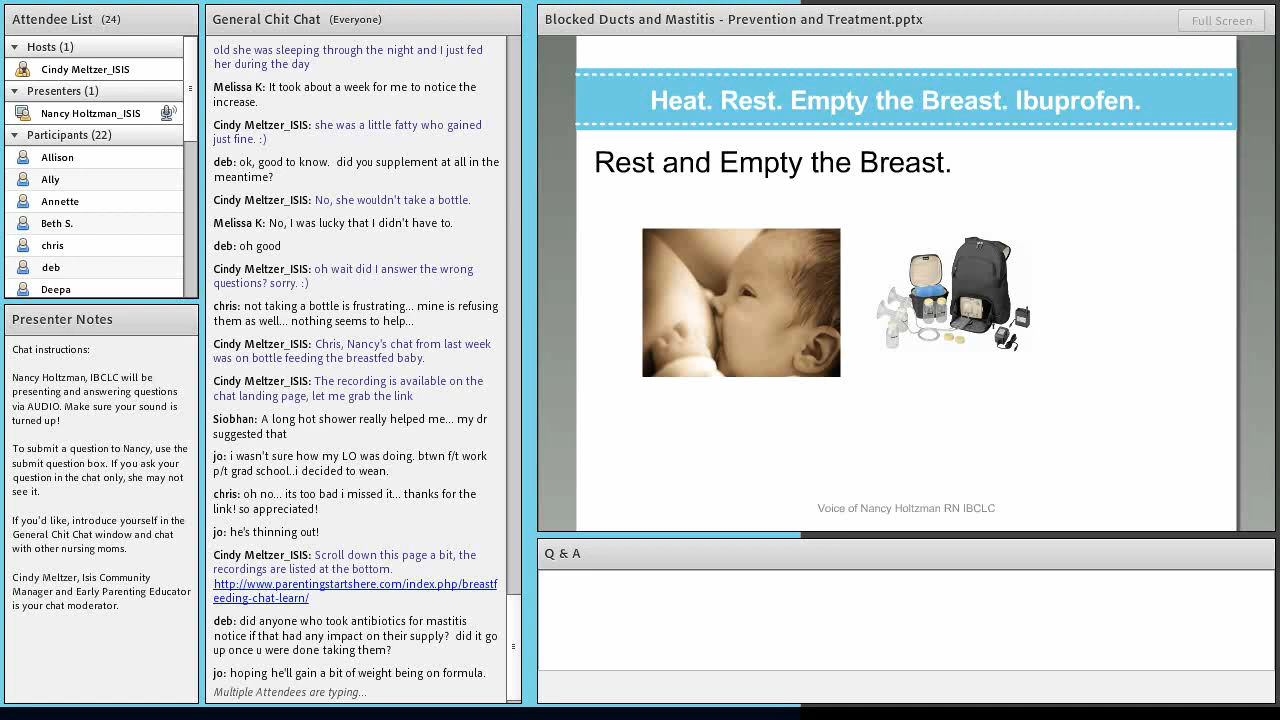 Attendee List (24)
Hosts (1)
Cindy Meltzer_ISIS
Presenters (1)
Nancy Holtzman_ISIS
Participants (22)
Allison
Ally
Annette
Beth S.
chris
deb
Deepa
Presenter Notes
Chat instructions:
Nancy Holtzman, IBCLC will be
presenting and answering questions
via AUDIO. Make sure your sound is
turned up!
To submit a question to Nancy, use the
submit question box. If you ask your
question in the chat only, she may not
see it.
If you'd like, introduce yourself in the
General Chit Chat window and chat
with other nursing moms.
Cindy Meltzer, Isis Community
Manager and Early Parenting Educator
is your chat moderator.
General Chit Chat (Everyone)
old she was sleeping through the night and I just fed
her during the day
Melissa K: It took about a week for me to notice the
increase.
Cindy Meltzer_ISIS: she was a little fatty who gained
just fine. :)
deb: ok, good to know. did you supplement at all in the
meantime?
Cindy Meltzer_ISIS: No, she wouldn't take a bottle.
Melissa K: No, I was lucky that I didn't have to.
deb: oh good
Cindy Meltzer_ISIS: oh wait did I answer the wrong
questions? sorry. :)
chris: not taking a bottle is frustrating... mine is refusing
them as well... nothing seems to help...
Cindy Meltzer_ISIS: Chris, Nancy's chat from last week
was on bottle feeding the breastfed baby.
Cindy Meltzer_ISIS: The recording is available on the
chat landing page, let me grab the link
Siobhan: A long hot shower really helped me... my dr
suggested that
jo: i wasn't sure how my LO was doing. btwn f/t work
p/t grad school..i decided to wean.
chris: oh no... its too bad i missed it... thanks for the
link! so appreciated!
jo: he's thinning out!
Cindy Meltzer_ISIS: Scroll down this page a bit, the
recordings are listed at the bottom.
http://www.parentingstartshere.com/index.php/breastf
eeding-chat-learn/
deb: did anyone who took antibiotics for mastitis
notice if that had any impact on their supply? did it go
up once u were done taking them?
jo: hoping he'll gain a bit of weight being on formula.
Multiple Attendees are typing...
Blocked Ducts and Mastitis - Prevention and Treatment.pptx
Full Screen
Heat. Rest. Empty the Breast. Ibuprofen.
Rest and Empty the Breast.
Voice of Nancy Holtzman RN IBCLC
Q & A